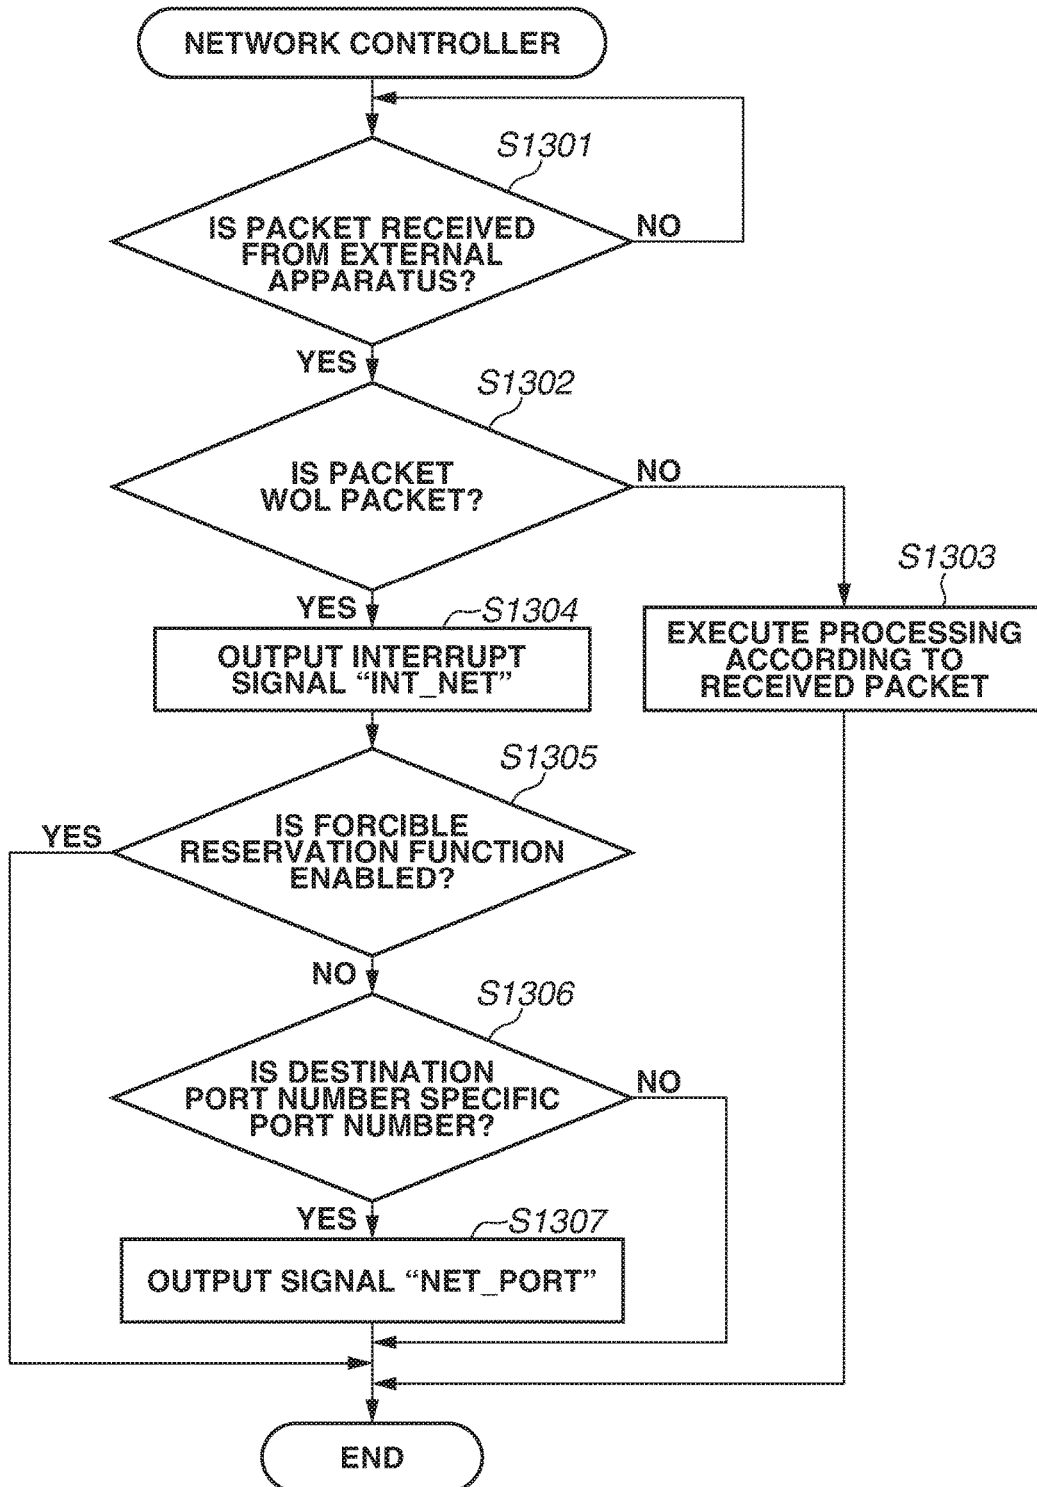 NETWORK CONTROLLER
S1301
IS PACKET RECEIVED
FROM EXTERNAL
APPARATUS?
NO
YES
S1302
IS PACKET
WOL PACKET?
NO
S1303
EXECUTE PROCESSING
ACCORDING TO
RECEIVED PACKET
YES
S1304
OUTPUT INTERRUPT
SIGNAL “INT_NET”
S1305
IS FORCIBLE
RESERVATION FUNCTION
ENABLED?
YES
NO
S1306
IS DESTINATION
PORT NUMBER SPECIFIC
PORT NUMBER?
NO
YES
S1307
OUTPUT SIGNAL “NET_PORT”
END